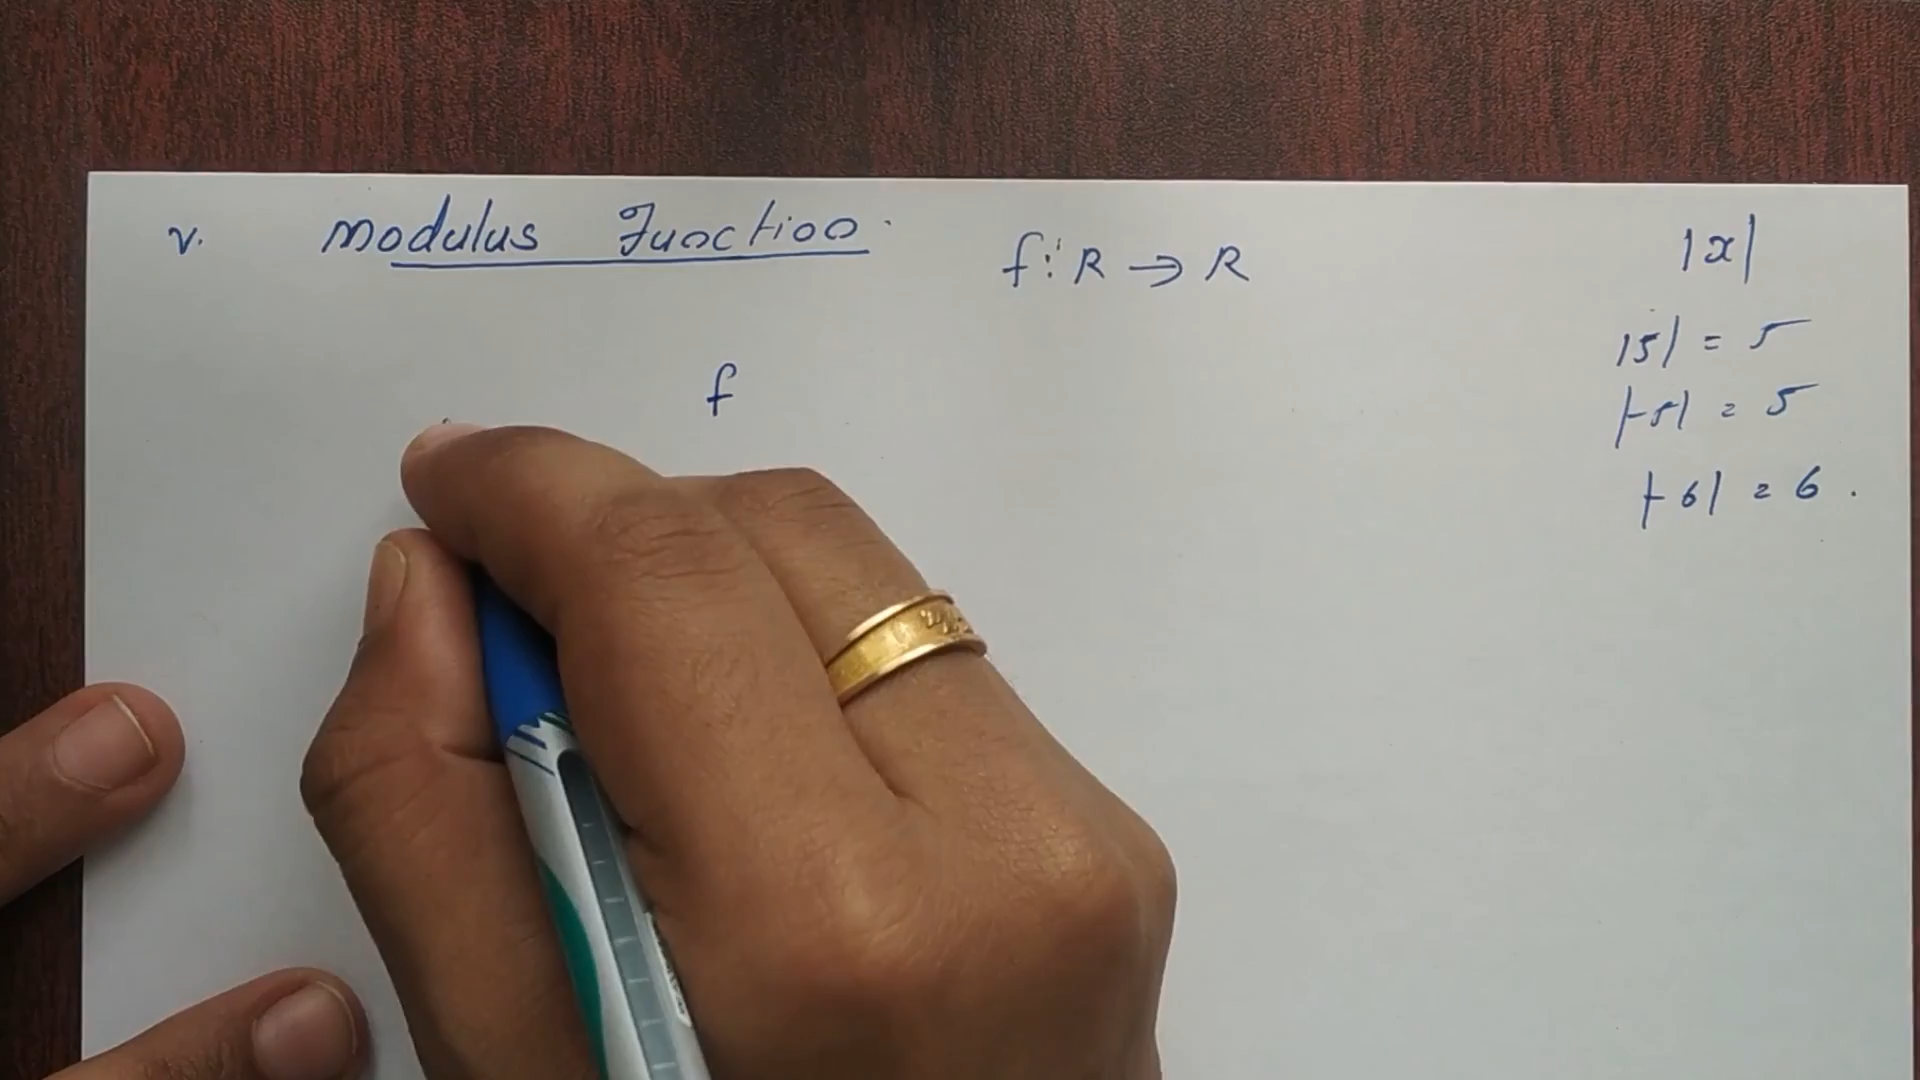 v. Modulus Function. f: R → R
|x|
|5| = 5
|-5| = 5
f
|-6| = 6.